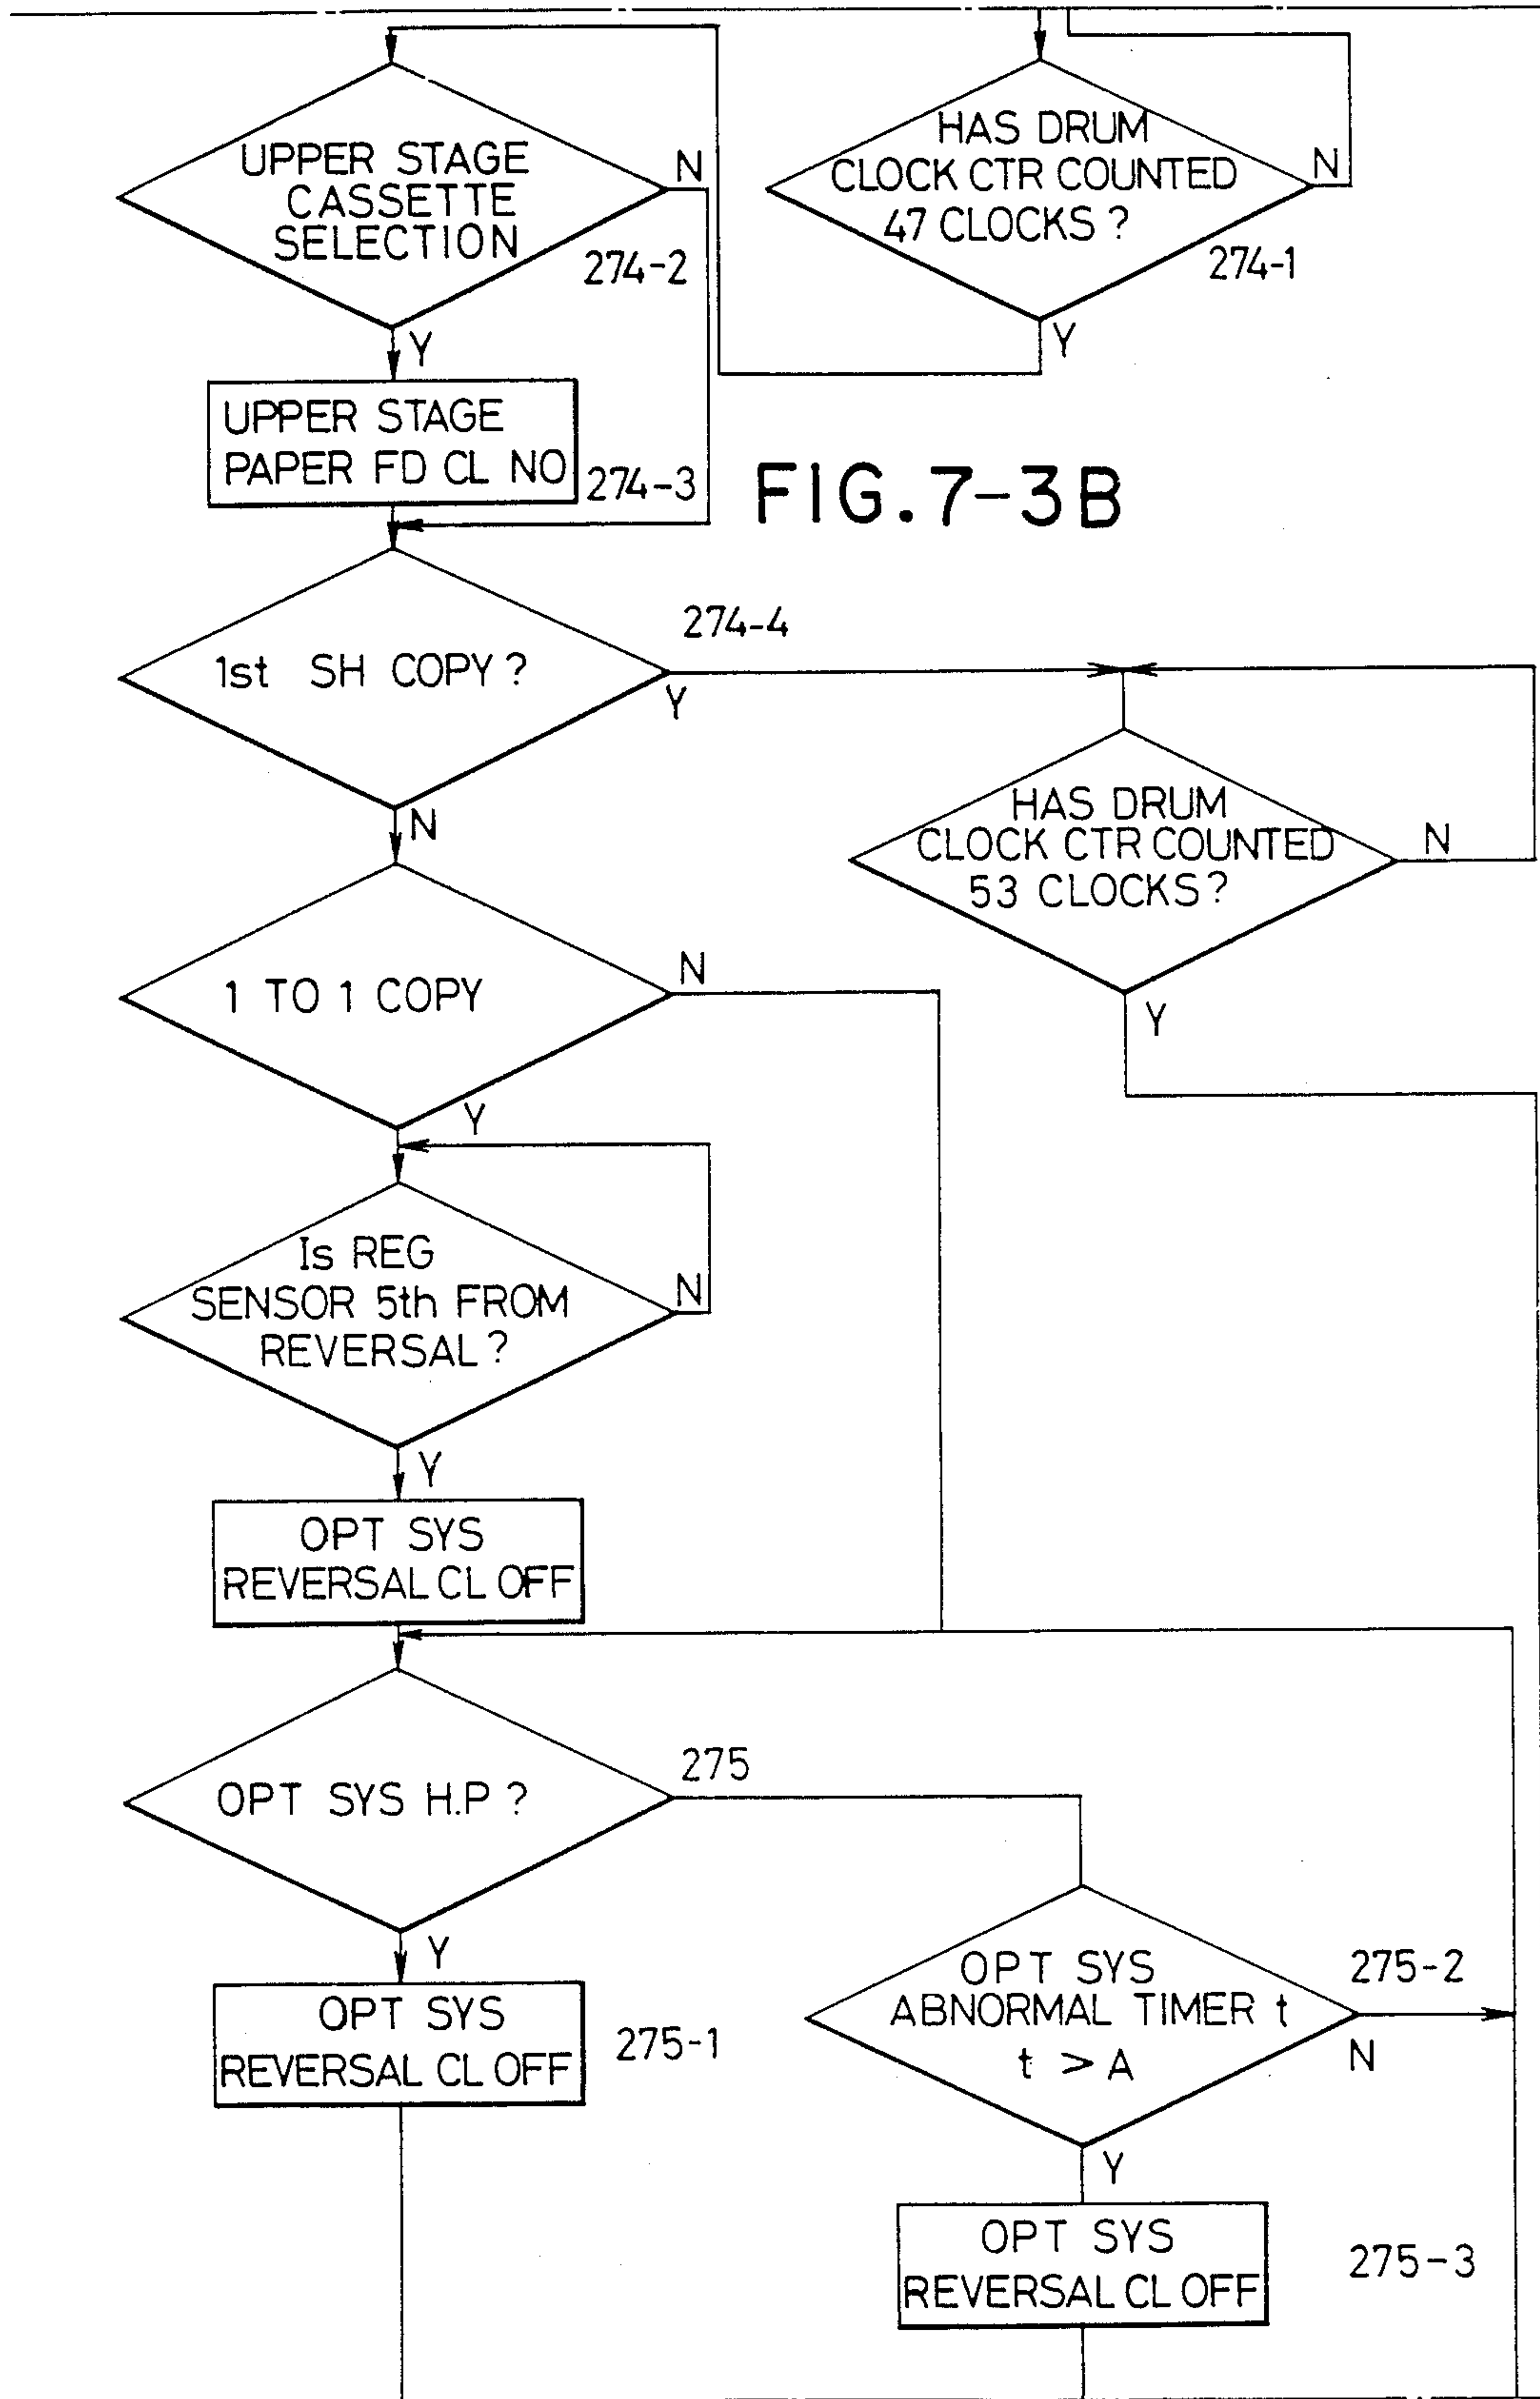 HAS DRUM
CLOCK CTR COUNTED
47 CLOCKS ?
N
274-1
Y
UPPER STAGE
CASSETTE
SELECTION
N
274-2
Y
UPPER STAGE
PAPER FD CL NO
274-3
FIG. 7-3B
1st SH COPY ?
274-4
Y
N
HAS DRUM
CLOCK CTR COUNTED
53 CLOCKS ?
N
Y
1 TO 1 COPY
N
Y
Is REG
SENSOR 5th FROM
REVERSAL ?
N
Y
OPT SYS
REVERSAL CL OFF
OPT SYS H.P ?
275
Y
OPT SYS
REVERSAL CL OFF
275-1
OPT SYS
ABNORMAL TIMER t
t > A
275-2
N
Y
OPT SYS
REVERSAL CL OFF
275-3